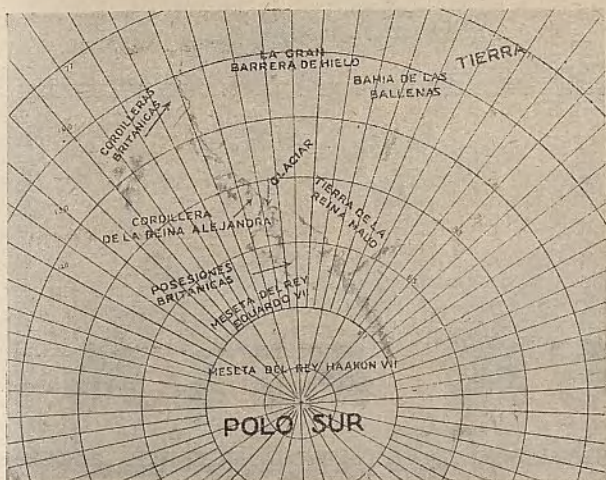 LA GRAN
BARRERA DE HIELO
TIERRA
BAHIA DE LAS
BALLENAS
CORDILLERAS
BRITANICAS
GLACIAR
TIERRA DE LA
REINA MAUD
CORDILLERA
DE LA REINA ALEJANDRA
POSESIONES
BRITANICAS
MESETA DEL REY
EDUARDO VII
85
MESETA DEL REY HAAKON VII
POLO SUR